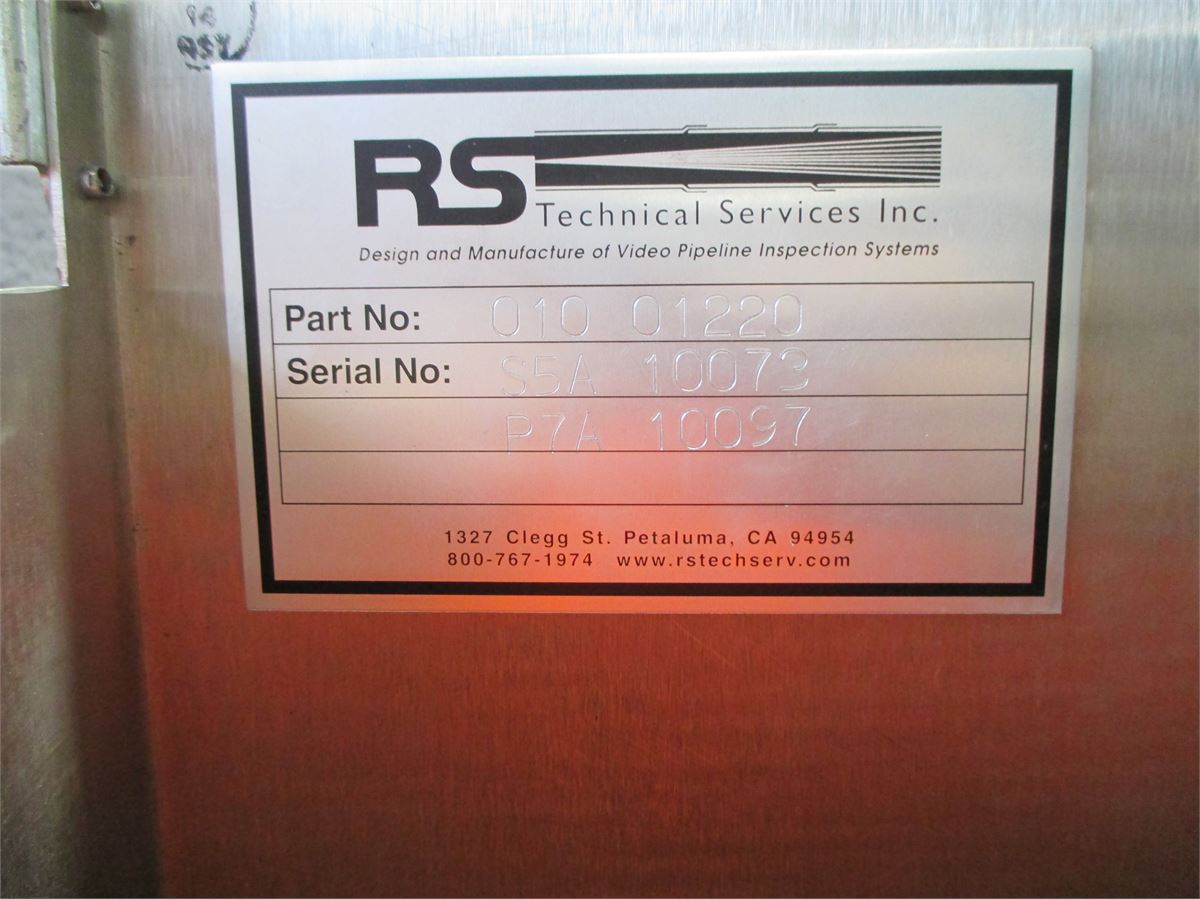 RS
Technical Services Inc.
Design and Manufacture of Video Pipeline Inspection Systems
Part No: 010 01220
Serial No: S5A 10073
P7A 10097
1327 Clegg St. Petaluma, CA 94954
800-767-1974 www.rstechserv.com